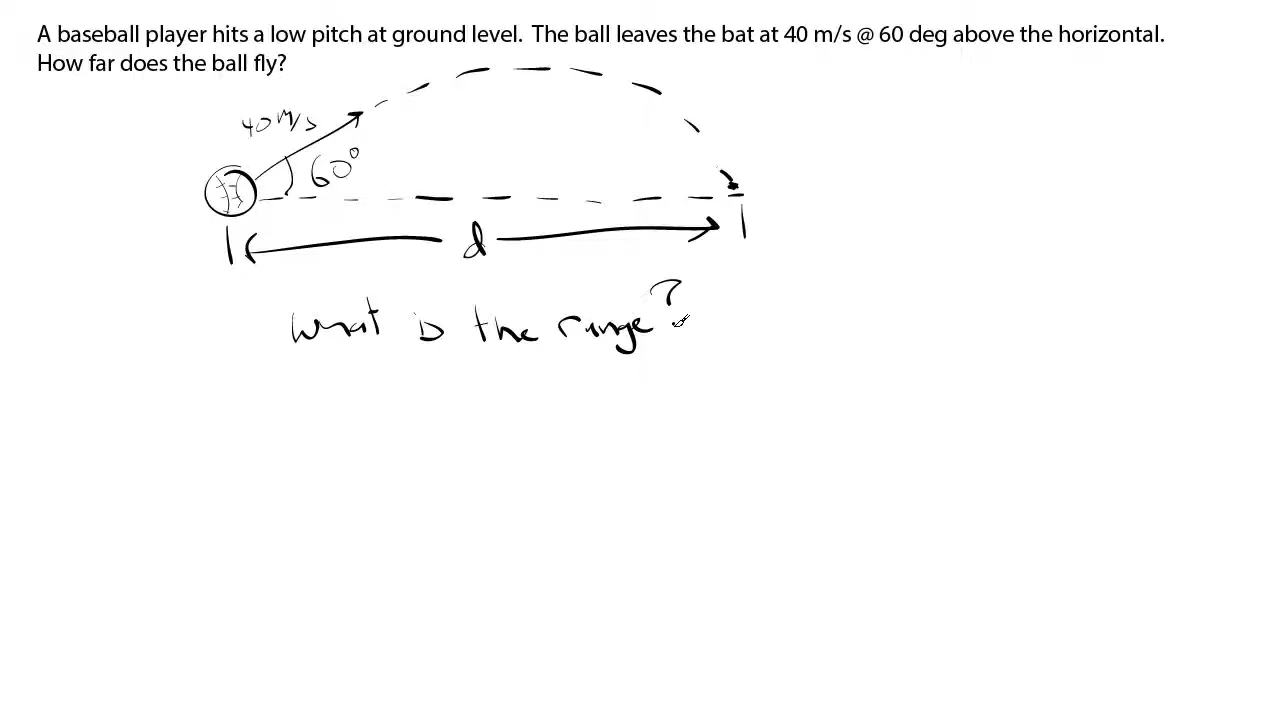 A baseball player hits a low pitch at ground level. The ball leaves the bat at 40 m/s @ 60 deg above the horizontal.
How far does the ball fly?
40 m/s
60°
d
what is the range?